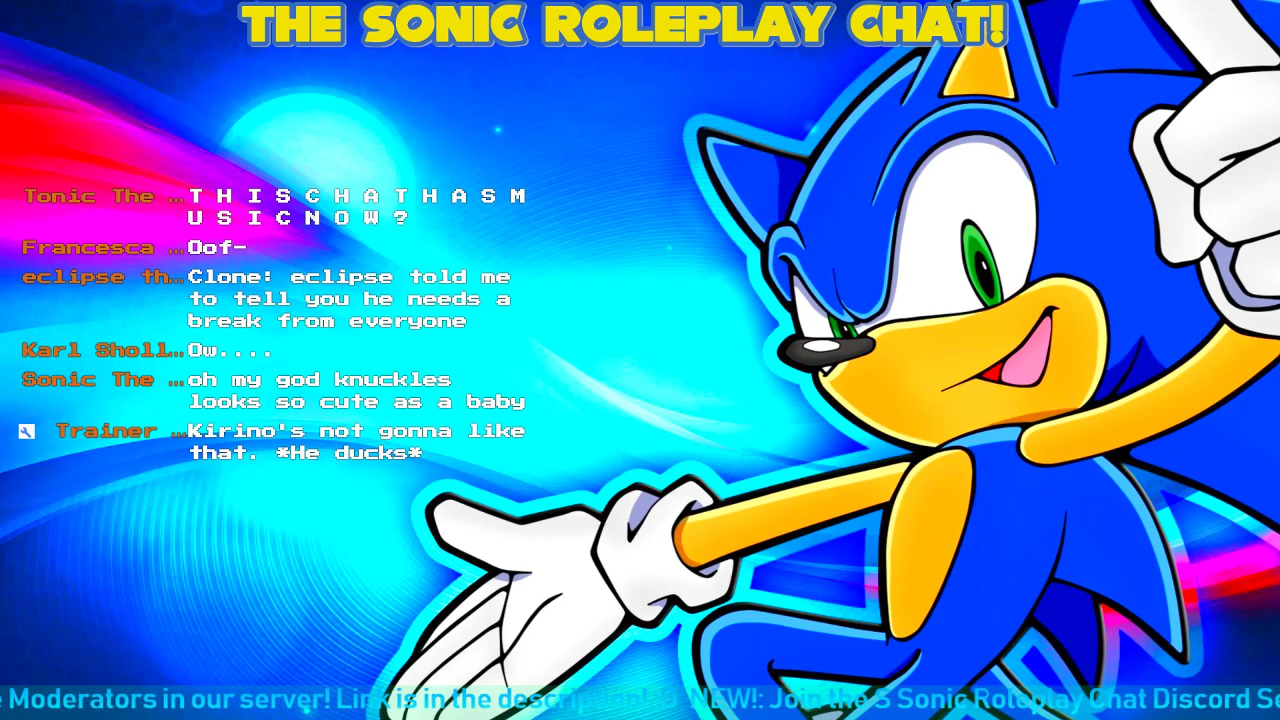 THE SONIC ROLEPLAY CHAT!
Tonic The ... T H I S C H A T H A S M
U S I C N O W ?
Francesca ... Oof-
eclipse th... Clone: eclipse told me
to tell you he needs a
break from everyone
Karl Sholl... Ow....
Sonic The ... oh my god knuckles
looks so cute as a baby
Trainer ... Kirino's not gonna like
that. *He ducks*
e Moderators in our server! Link is in the description! NEW!: Join the S Sonic Roleplay Chat Discord Se